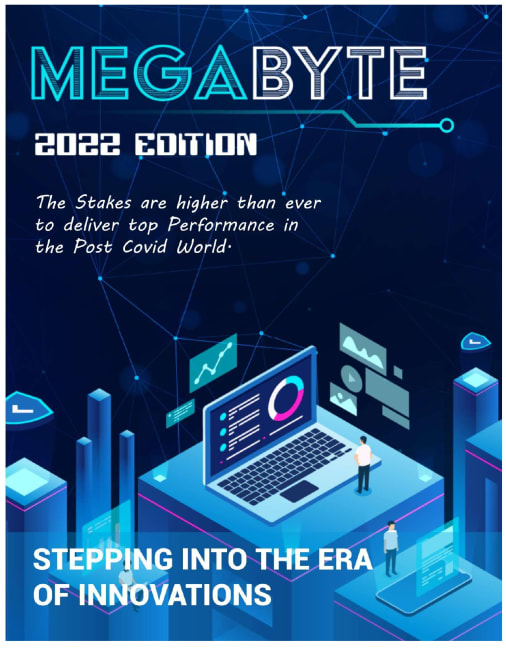 MEGABYTE
2022 EDITION
The Stakes are higher than ever
to deliver top Performance in
the Post Covid World.
STEPPING INTO THE ERA
OF INNOVATIONS